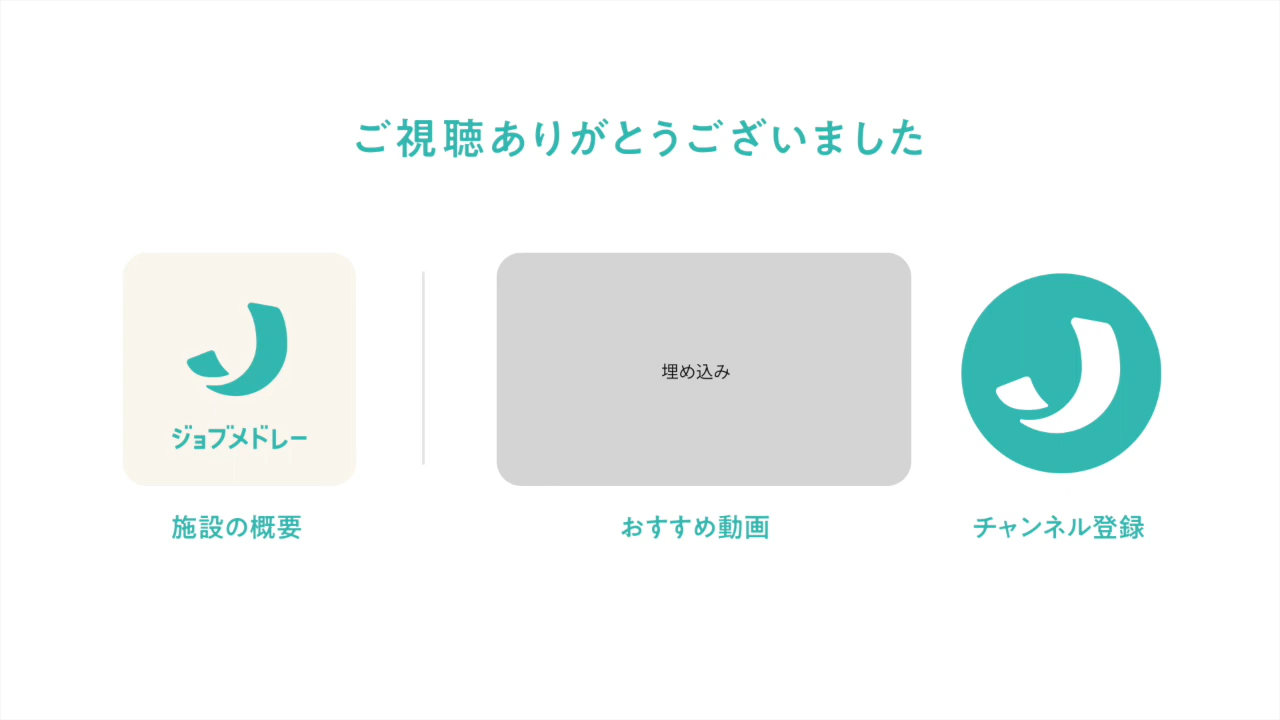 ご視聴ありがとうございました
ジョブメドレー
埋め込み
施設の概要
おすすめ動画
チャンネル登録